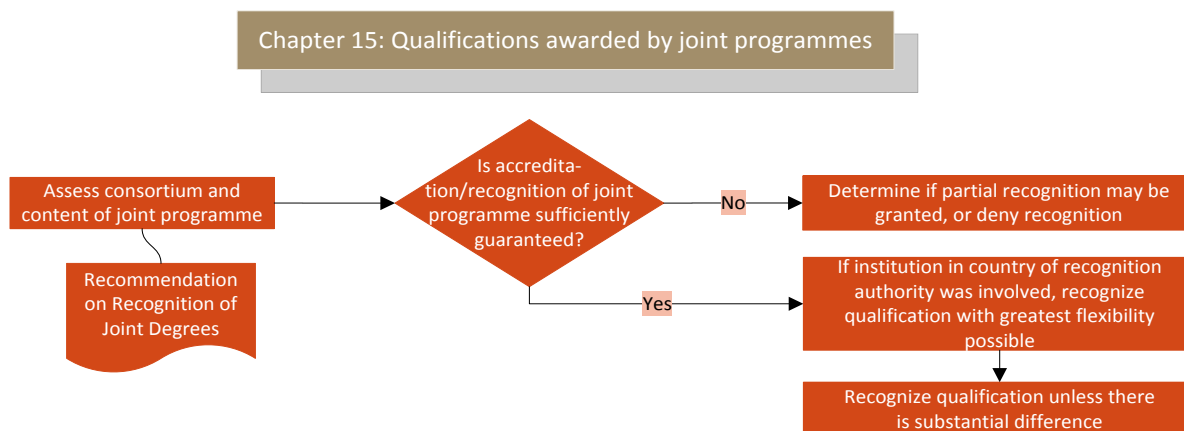 Chapter 15: Qualifications awarded by joint programmes
Assess consortium and
content of joint programme
Recommendation
on Recognition of
Joint Degrees
Is
accredita-
tion/recognition of joint
programme sufficiently
guaranteed?
No
Determine if partial recognition may be
granted, or deny recognition
Yes
If institution in country of recognition
authority was involved, recognize
qualification with greatest flexibility
possible
Recognize qualification unless there
is substantial difference